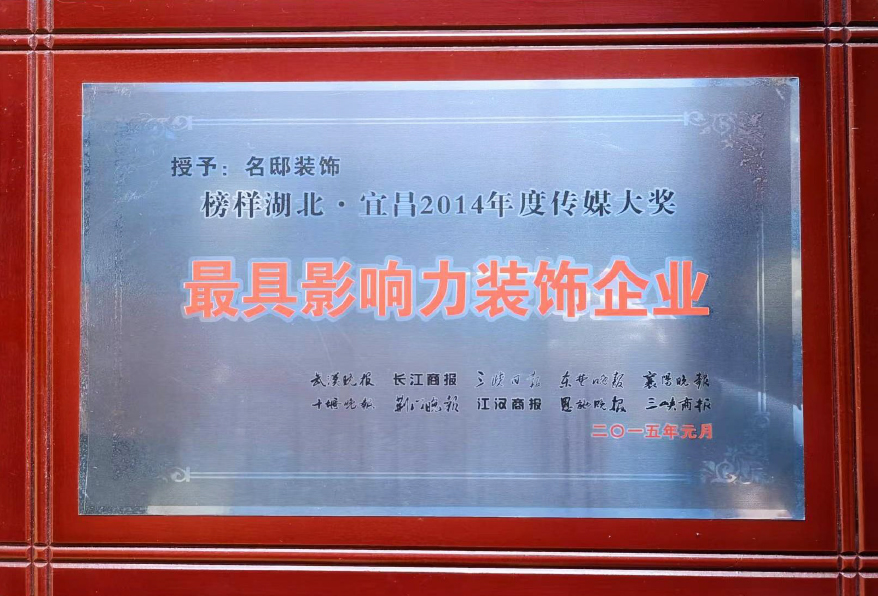 授予：名邸装饰
榜样湖北·宜昌2014年度传媒大奖
最具影响力装饰企业
武汉晚报 长江商报 三峡日报 东楚晚报 襄阳晚报
十堰晚报 荆门晚报 江汉商报 恩施晚报 三峡商报
二〇一五年元月